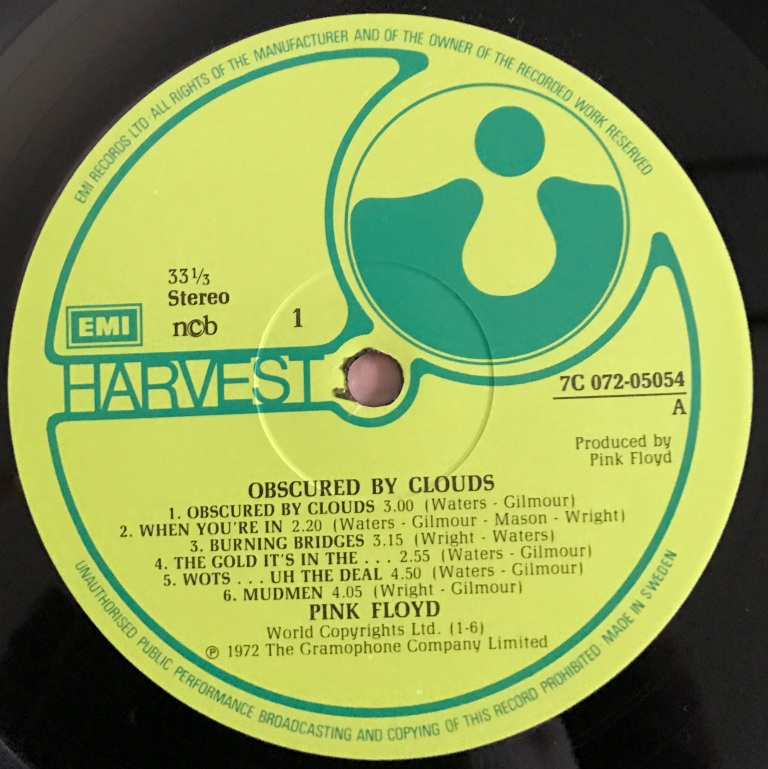 EMI RECORDS LTD · ALL RIGHTS OF THE MANUFACTURER AND OF THE OWNER OF THE RECORDED WORK RESERVED
33⅓
Stereo
EMI
ncb
1
HARVEST
7C 072-05054
A
Produced by
Pink Floyd
OBSCURED BY CLOUDS
1. OBSCURED BY CLOUDS 3.00 (Waters - Gilmour)
2. WHEN YOU'RE IN 2.20 (Waters - Gilmour - Mason - Wright)
3. BURNING BRIDGES 3.15 (Wright - Waters)
4. THE GOLD IT'S IN THE . . . 2.55 (Waters - Gilmour)
5. WOTS . . . UH THE DEAL 4.50 (Waters - Gilmour)
6. MUDMEN 4.05 (Wright - Gilmour)
PINK FLOYD
World Copyrights Ltd. (1-6)
℗ 1972 The Gramophone Company Limited
UNAUTHORISED PUBLIC PERFORMANCE BROADCASTING AND COPYING OF THIS RECORD PROHIBITED MADE IN SWEDEN